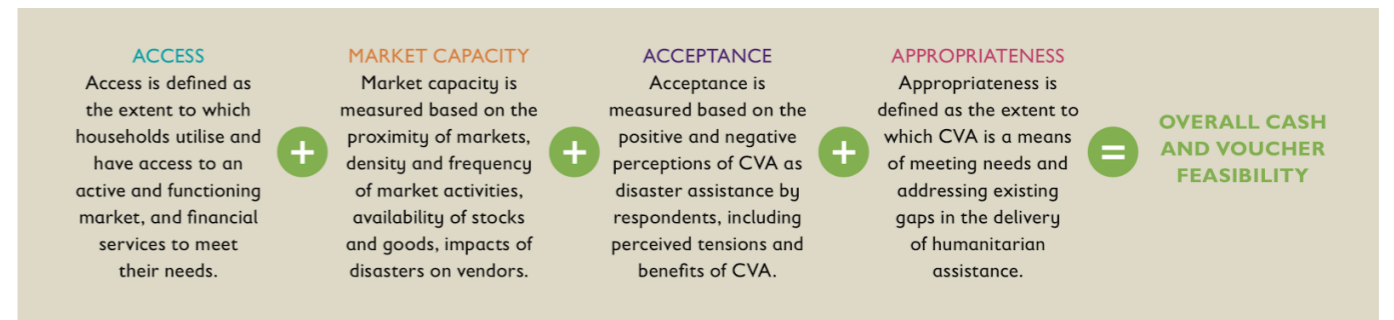 ACCESS
Access is defined as
the extent to which
households utilise and
have access to an
active and functioning
market, and financial
services to meet
their needs.
+
MARKET CAPACITY
Market capacity is
measured based on the
proximity of markets,
density and frequency
of market activities,
availability of stocks
and goods, impacts of
disasters on vendors.
+
ACCEPTANCE
Acceptance is
measured based on the
positive and negative
perceptions of CVA as
disaster assistance by
respondents, including
perceived tensions and
benefits of CVA.
+
APPROPRIATENESS
Appropriateness is
defined as the extent to
which CVA is a means
of meeting needs and
addressing existing
gaps in the delivery
of humanitarian
assistance.
=
OVERALL CASH
AND VOUCHER
FEASIBILITY